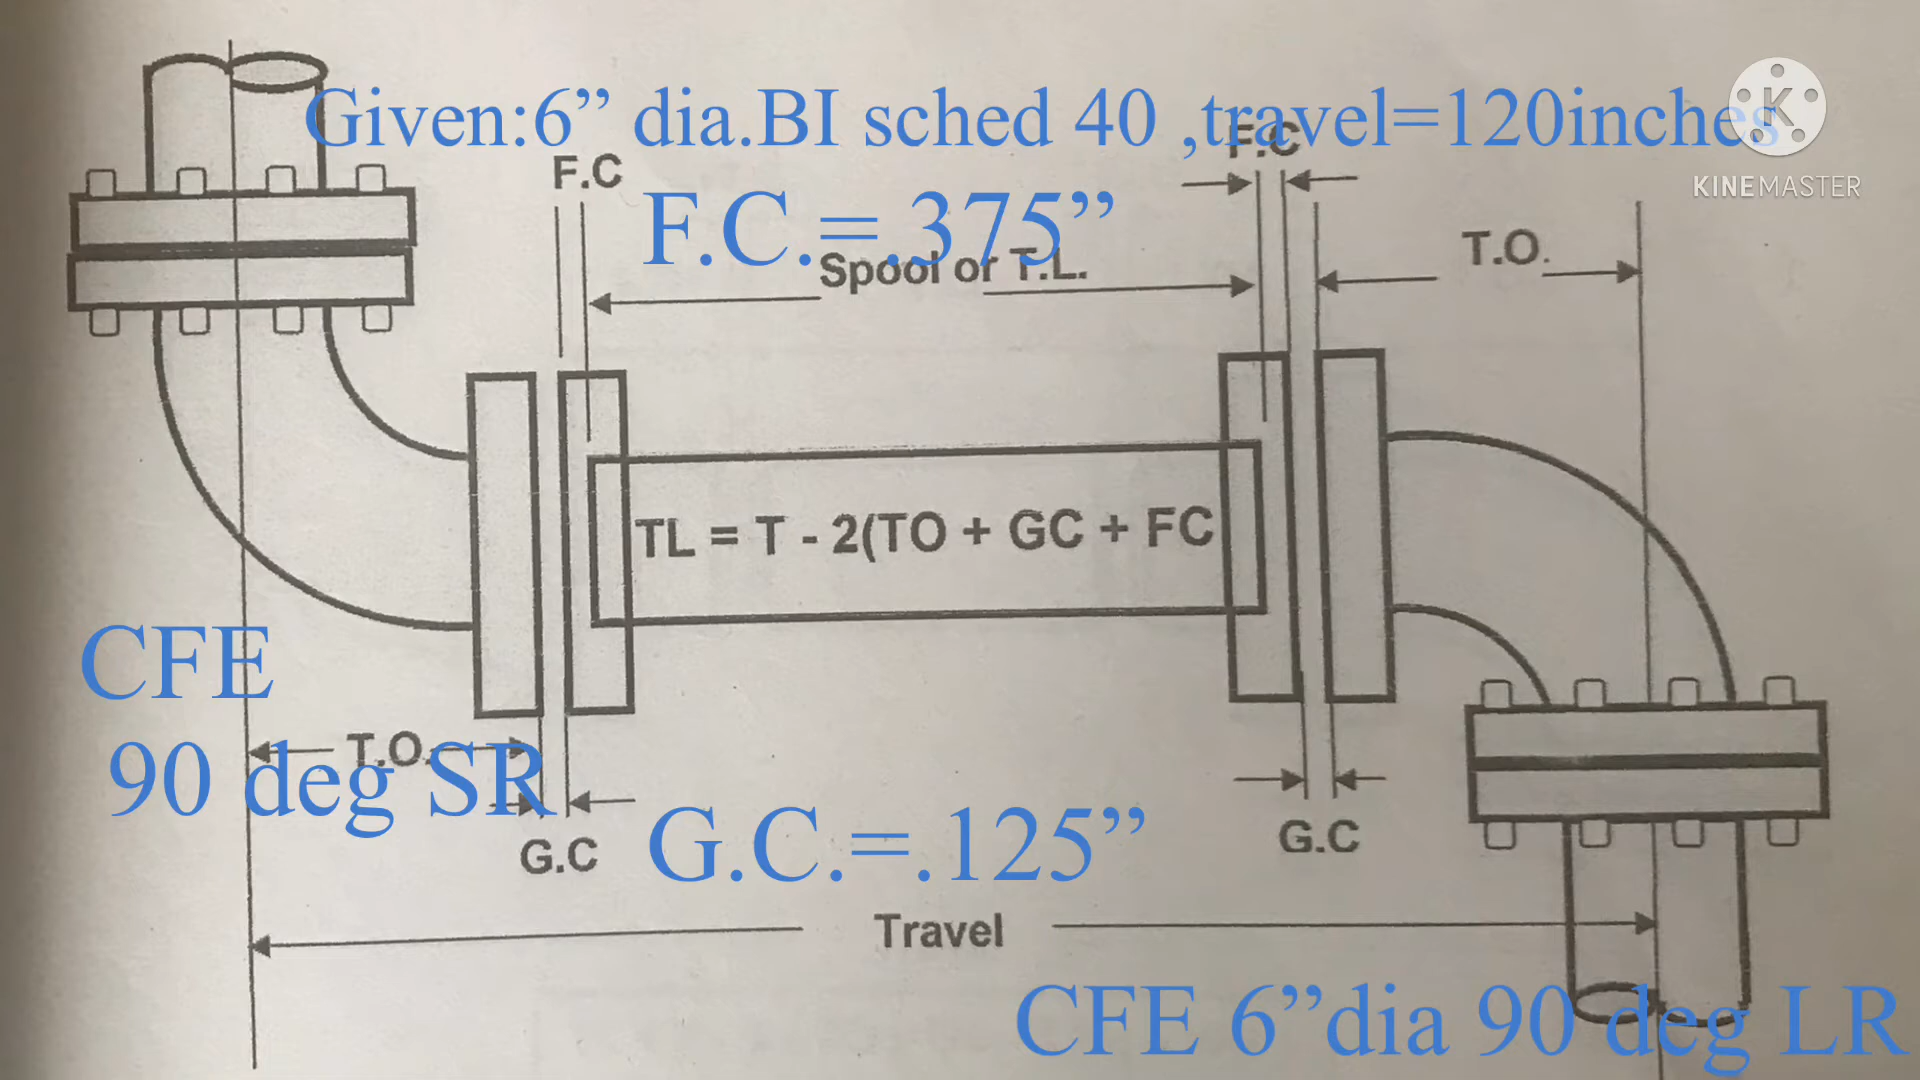 Given:6” dia.BI sched 40 ,travel=120inches
KINEMASTER
F.C
F.C
F.C.=.375”
Spool or T.L.
T.O.
TL = T - 2(TO + GC + FC
CFE
90 deg SR
T.O.
G.C
G.C.=.125”
G.C
Travel
CFE 6”dia 90 deg LR